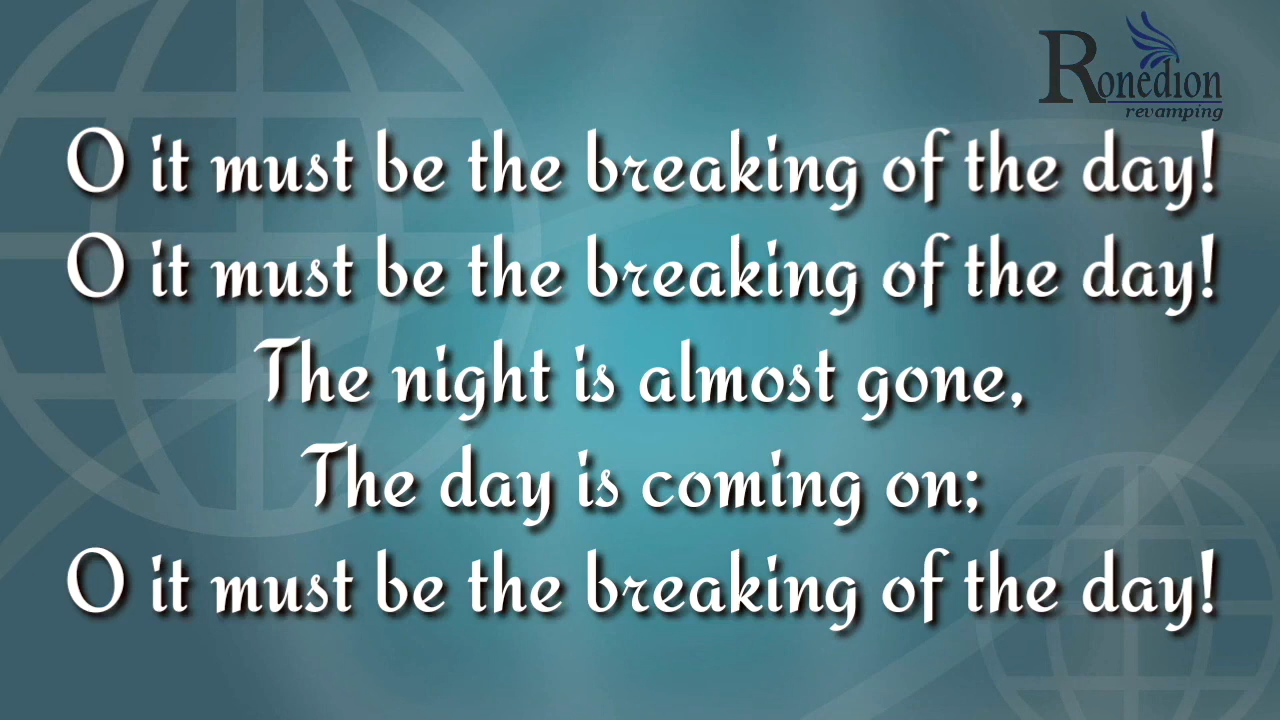 Ronedion
revamping
O it must be the breaking of the day!
O it must be the breaking of the day!
The night is almost gone,
The day is coming on;
O it must be the breaking of the day!